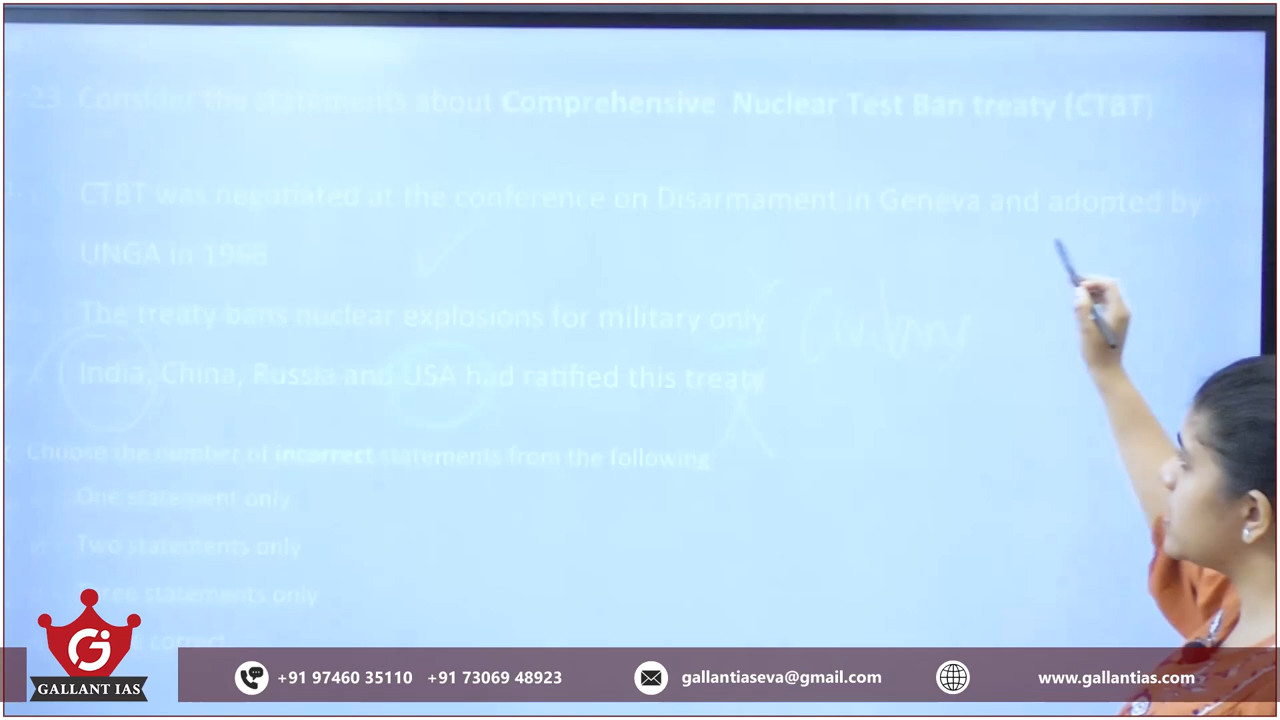 23. Consider the statements about Comprehensive Nuclear Test Ban treaty (CTBT)
CTBT was negotiated at the conference on Disarmament in Geneva and adopted by
UNGA in 1966
The treaty bans nuclear explosions for military only
India, China, Russia and USA had ratified this treaty
Choose the number of incorrect statements from the following
One statement only
Two statements only
Three statements only
correct
GALLANT IAS
+91 97460 35110 +91 73069 48923
gallantiaseva@gmail.com
www.gallantias.com